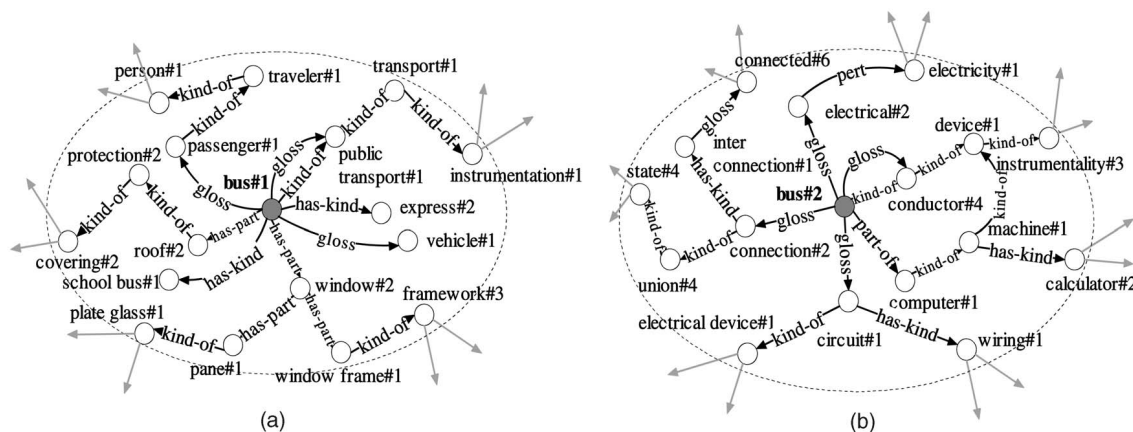 person#1
kind-of
traveler#1
kind-of
passenger#1
gloss
bus#1
gloss
kind-of
public
transport#1
kind-of
transport#1
kind-of
instrumentation#1
has-kind
express#2
gloss
vehicle#1
protection#2
kind-of
kind-of
has-part
covering#2
roof#2
has-kind
school bus#1
has-part
window#2
has-part
has-part
framework#3
kind-of
window frame#1
plate glass#1
kind-of
pane#1
(a)
connected#6
gloss
inter
connection#1
has-kind
pert
electricity#1
electrical#2
gloss
bus#2
gloss
kind-of
conductor#4
kind-of
device#1
kind-of
instrumentality#3
kind-of
machine#1
has-kind
calculator#2
part-of
kind-of
computer#1
gloss
connection#2
kind-of
state#4
kind-of
union#4
gloss
circuit#1
kind-of
electrical device#1
has-kind
wiring#1
(b)